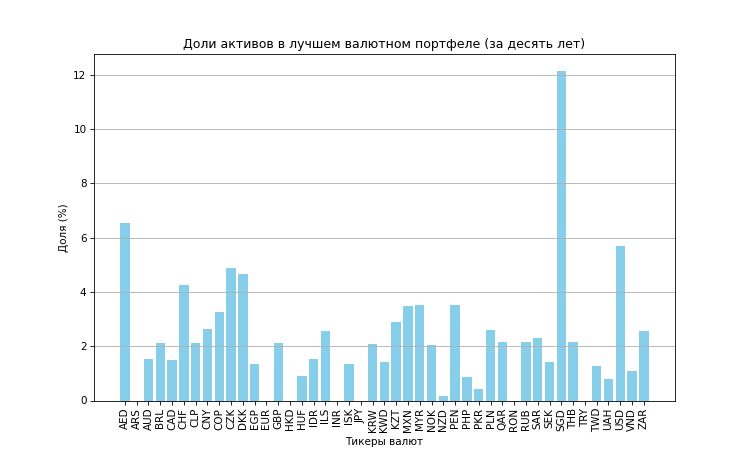 Доли активов в лучшем валютном портфеле (за десять лет)
12
10
8
6
4
2
0
Доля (%)
AED ARS AUD BRL CAD CHF CLP CNY COP CZK DKK EGP EUR GBP HKD HUF IDR ILS INR ISK JPY KRW KWD KZT MXN MYR NOK NZD PEN PHP PKR PLN QAR RON RUB SAR SEK SGD THB TRY TWD UAH USD VND ZAR
Тикеры валют